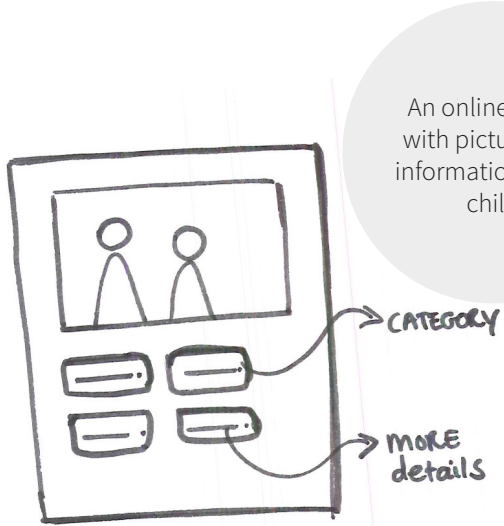 An online
with pictu
informatio
chil
CATEGORY
MORE
details